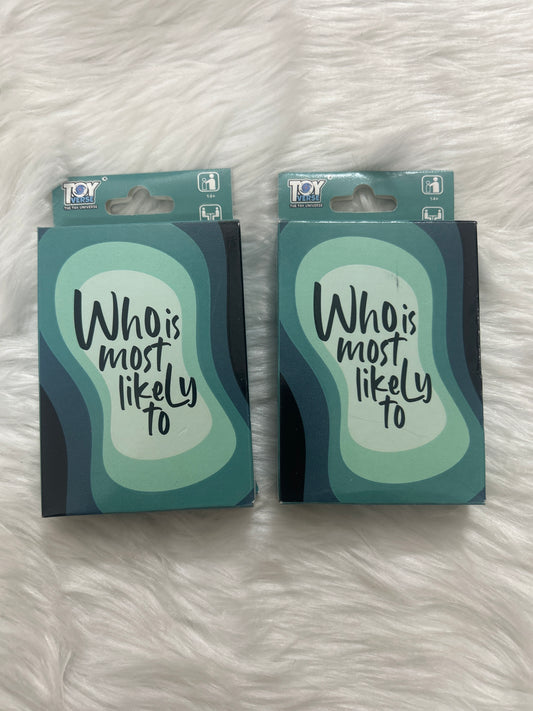 TOY
VERSE
THE TOY UNIVERSE
14+
Who is
most
likely
to
TOY
VERSE
THE TOY UNIVERSE
14+
Who is
most
likely
to